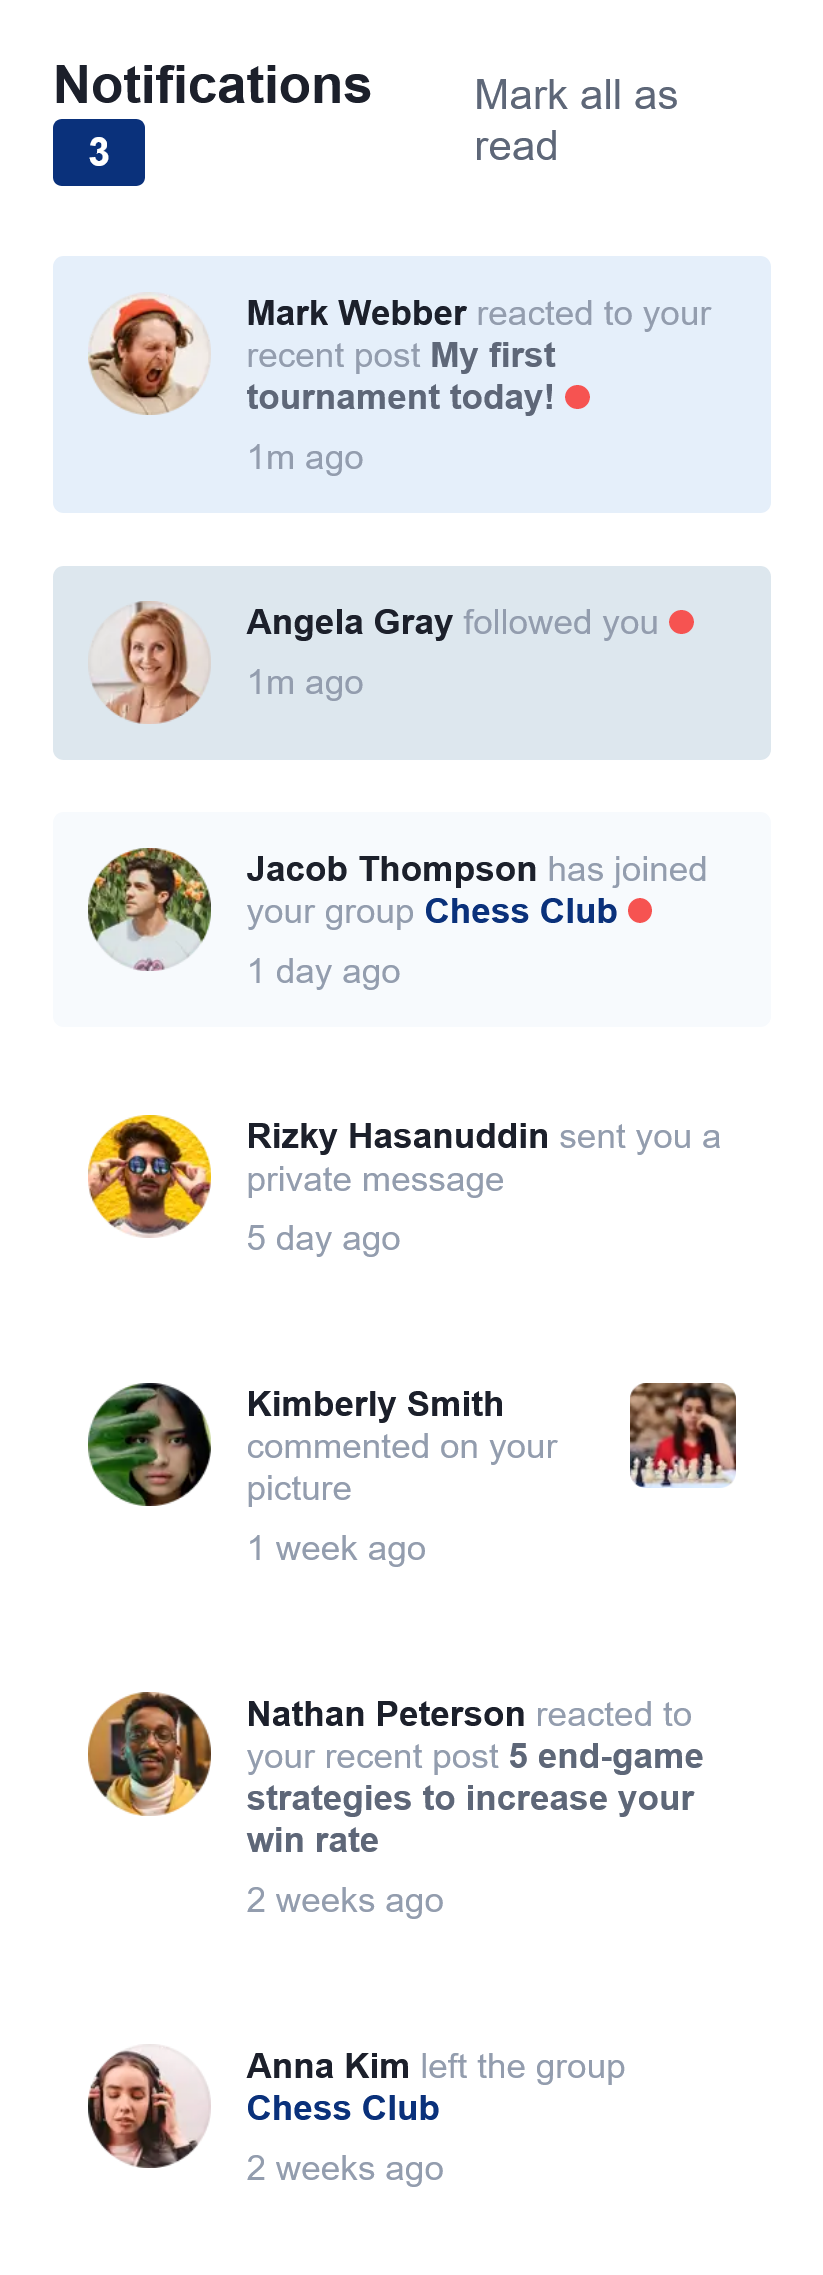 Notifications
3
Mark all as
read
Mark Webber reacted to your
recent post My first
tournament today!
1m ago
Angela Gray followed you
1m ago
Jacob Thompson has joined
your group Chess Club
1 day ago
Rizky Hasanuddin sent you a
private message
5 day ago
Kimberly Smith
commented on your
picture
1 week ago
Nathan Peterson reacted to
your recent post 5 end-game
strategies to increase your
win rate
2 weeks ago
Anna Kim left the group
Chess Club
2 weeks ago